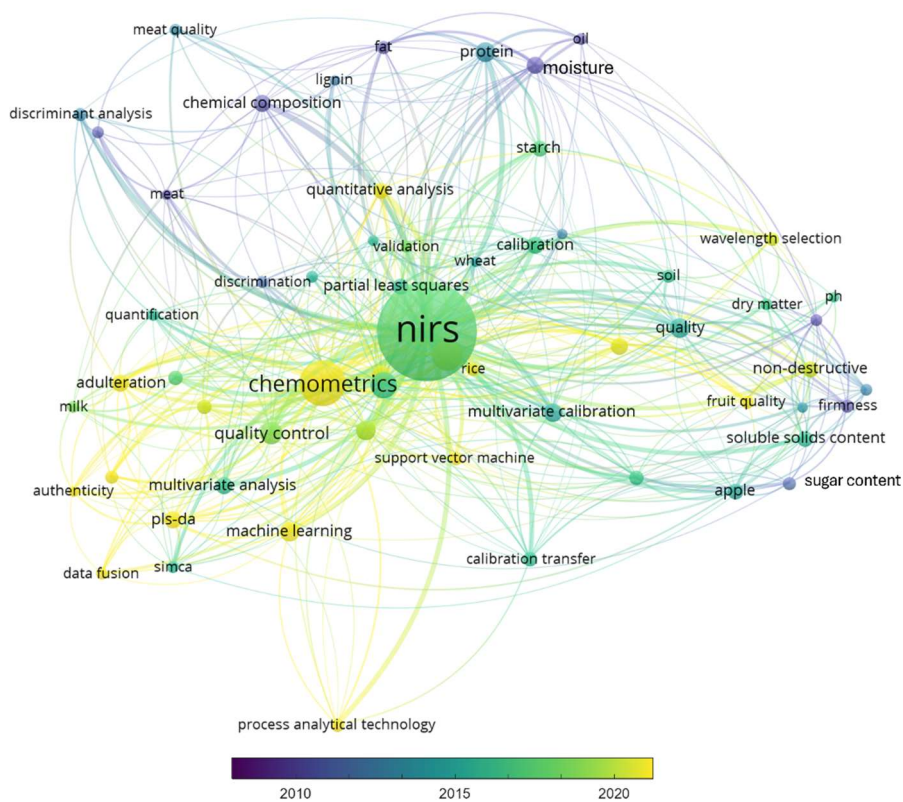 meat quality
fat
oil
protein
moisture
lignin
chemical composition
discriminant analysis
starch
meat
quantitative analysis
validation
calibration
wavelength selection
wheat
discrimination
partial least squares
soil
dry matter
ph
quantification
nirs
quality
rice
non-destructive
adulteration
chemometrics
milk
fruit quality
firmness
multivariate calibration
quality control
soluble solids content
support vector machine
authenticity
multivariate analysis
apple
sugar content
pls-da
machine learning
data fusion
simca
calibration transfer
process analytical technology
2010
2015
2020